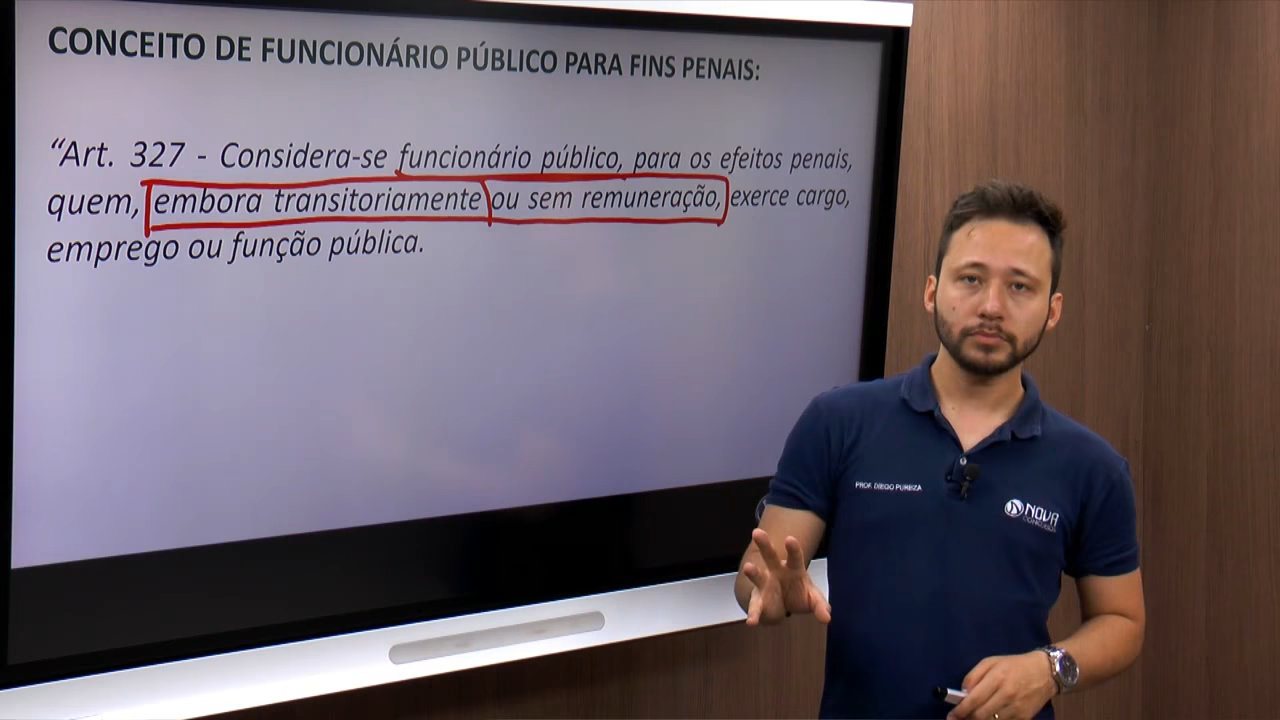 CONCEITO DE FUNCIONÁRIO PÚBLICO PARA FINS PENAIS:
“Art. 327 - Considera-se funcionário público, para os efeitos penais,
quem, embora transitoriamente ou sem remuneração, exerce cargo,
emprego ou função pública.
PROF. DIEGO PUREZA
NOVA
CONCURSOS